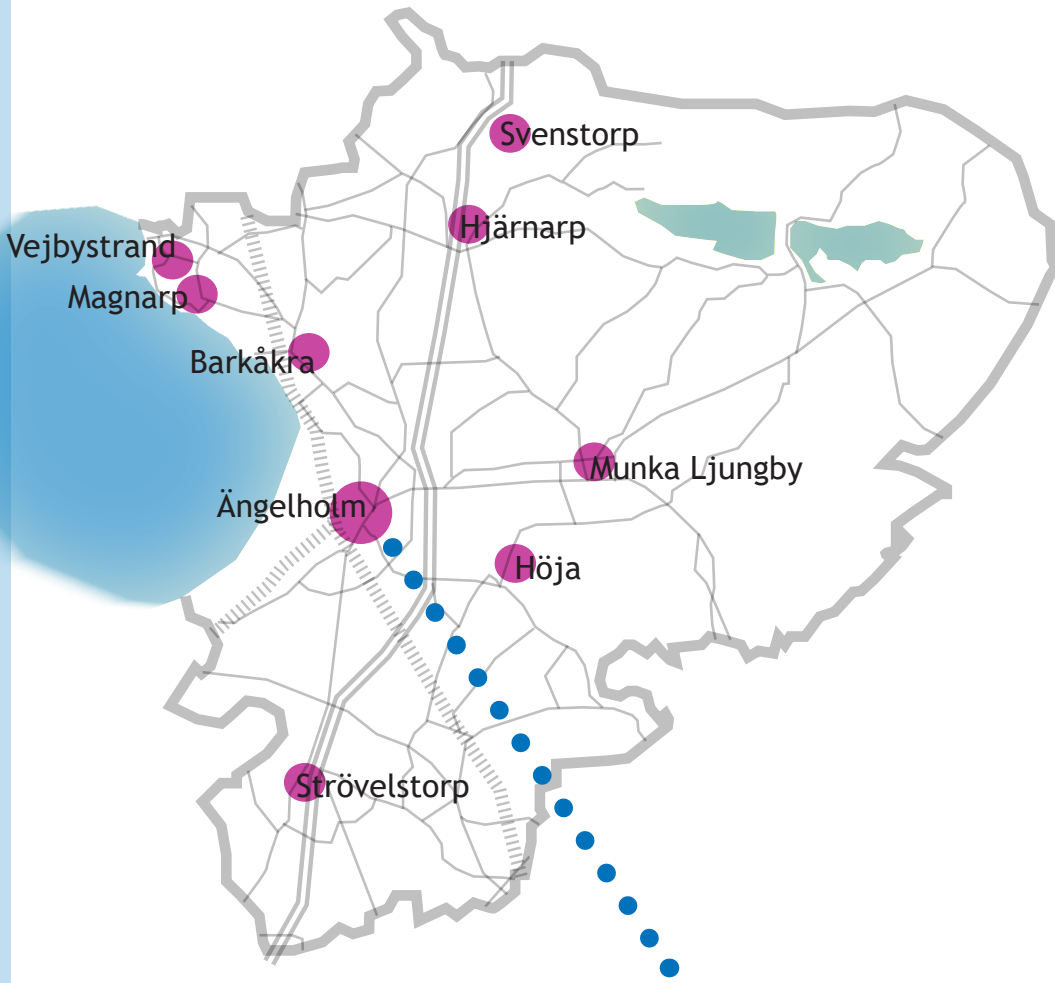 Svenstorp
Hjärnarp
Vejbystrand
Magnarp
Barkåkra
Munka Ljungby
Ängelholm
Höja
Strövelstorp